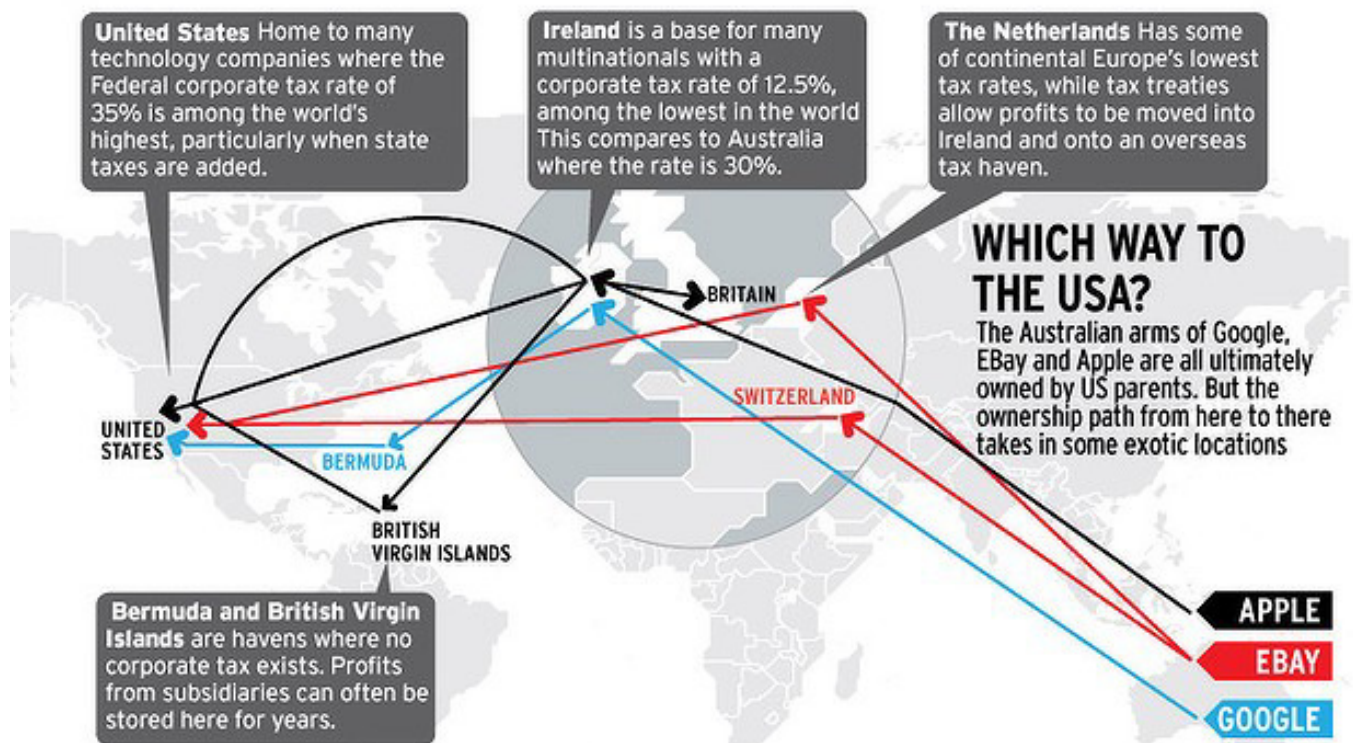 United States Home to many
technology companies where the
Federal corporate tax rate of
35% is among the world's
highest, particularly when state
taxes are added.
Ireland is a base for many
multinationals with a
corporate tax rate of 12.5%,
among the lowest in the world
This compares to Australia
where the rate is 30%.
The Netherlands Has some
of continental Europe's lowest
tax rates, while tax treaties
allow profits to be moved into
Ireland and onto an overseas
tax haven.
WHICH WAY TO
THE USA?
The Australian arms of Google,
EBay and Apple are all ultimately
owned by US parents. But the
ownership path from here to there
takes in some exotic locations
BRITAIN
SWITZERLAND
UNITED
STATES
BERMUDA
BRITISH
VIRGIN ISLANDS
Bermuda and British Virgin
Islands are havens where no
corporate tax exists. Profits
from subsidiaries can often be
stored here for years.
APPLE
EBAY
GOOGLE